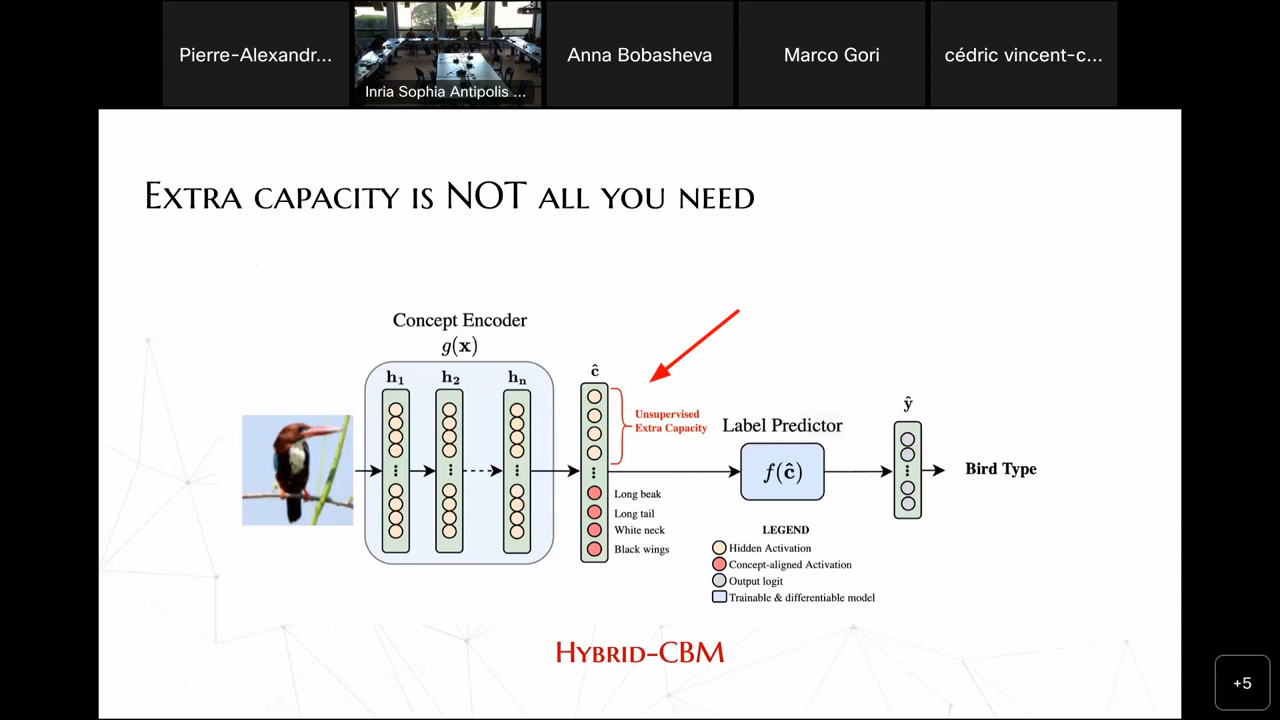 Pierre-Alexandr...
Inria Sophia Antipolis ...
Anna Bobasheva
Marco Gori
cédric vincent-c...
EXTRA CAPACITY IS NOT ALL YOU NEED
Concept Encoder
g(x)
h₁
h₂
hₙ
ĉ
Unsupervised
Extra Capacity
Label Predictor
f(ĉ)
ŷ
Bird Type
Long beak
Long tail
White neck
Black wings
LEGEND
Hidden Activation
Concept-aligned Activation
Output logit
Trainable & differentiable model
HYBRID-CBM
+5